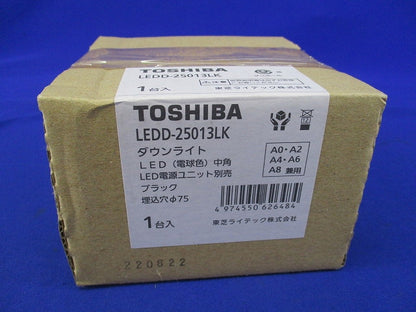 TOSHIBA
LEDD-25013LK
1台入
東芝ライテック株式会社
TOSHIBA
LEDD-25013LK
ダウンライト
LED（電球色）中角
LED電源ユニット別売
ブラック
埋込穴φ75
1台入
A0・A2
A4・A6
A8 兼用
4 974550 626484
東芝ライテック株式会社
220622